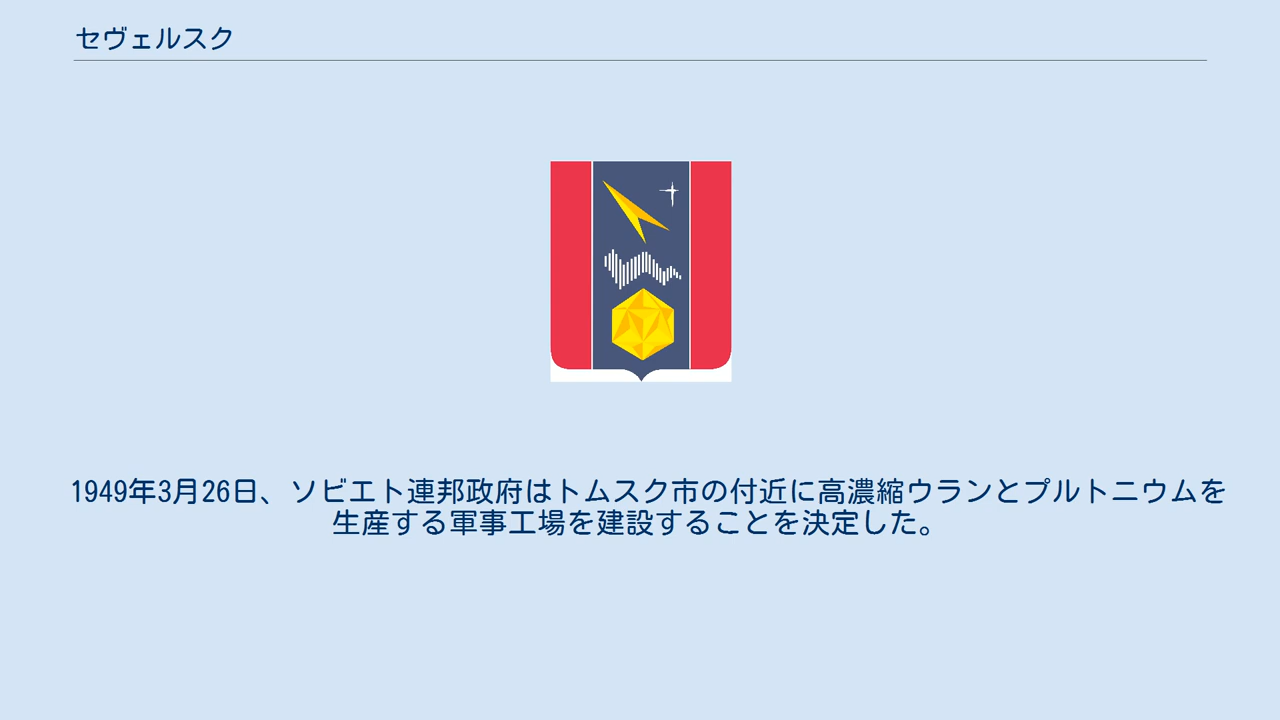 セヴェルスク
1949年3月26日、ソビエト連邦政府はトムスク市の付近に高濃縮ウランとプルトニウムを
生産する軍事工場を建設することを決定した。